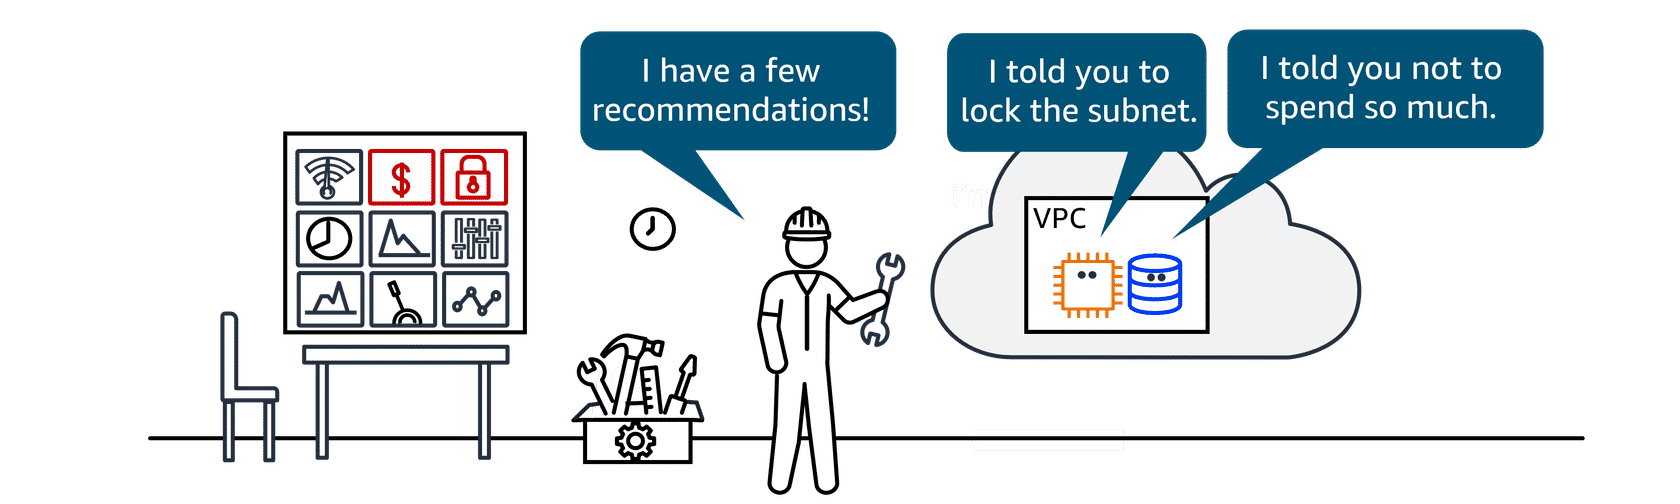 I have a few
recommendations!
I told you to
lock the subnet.
I told you not to
spend so much.
I'm
VPC
$